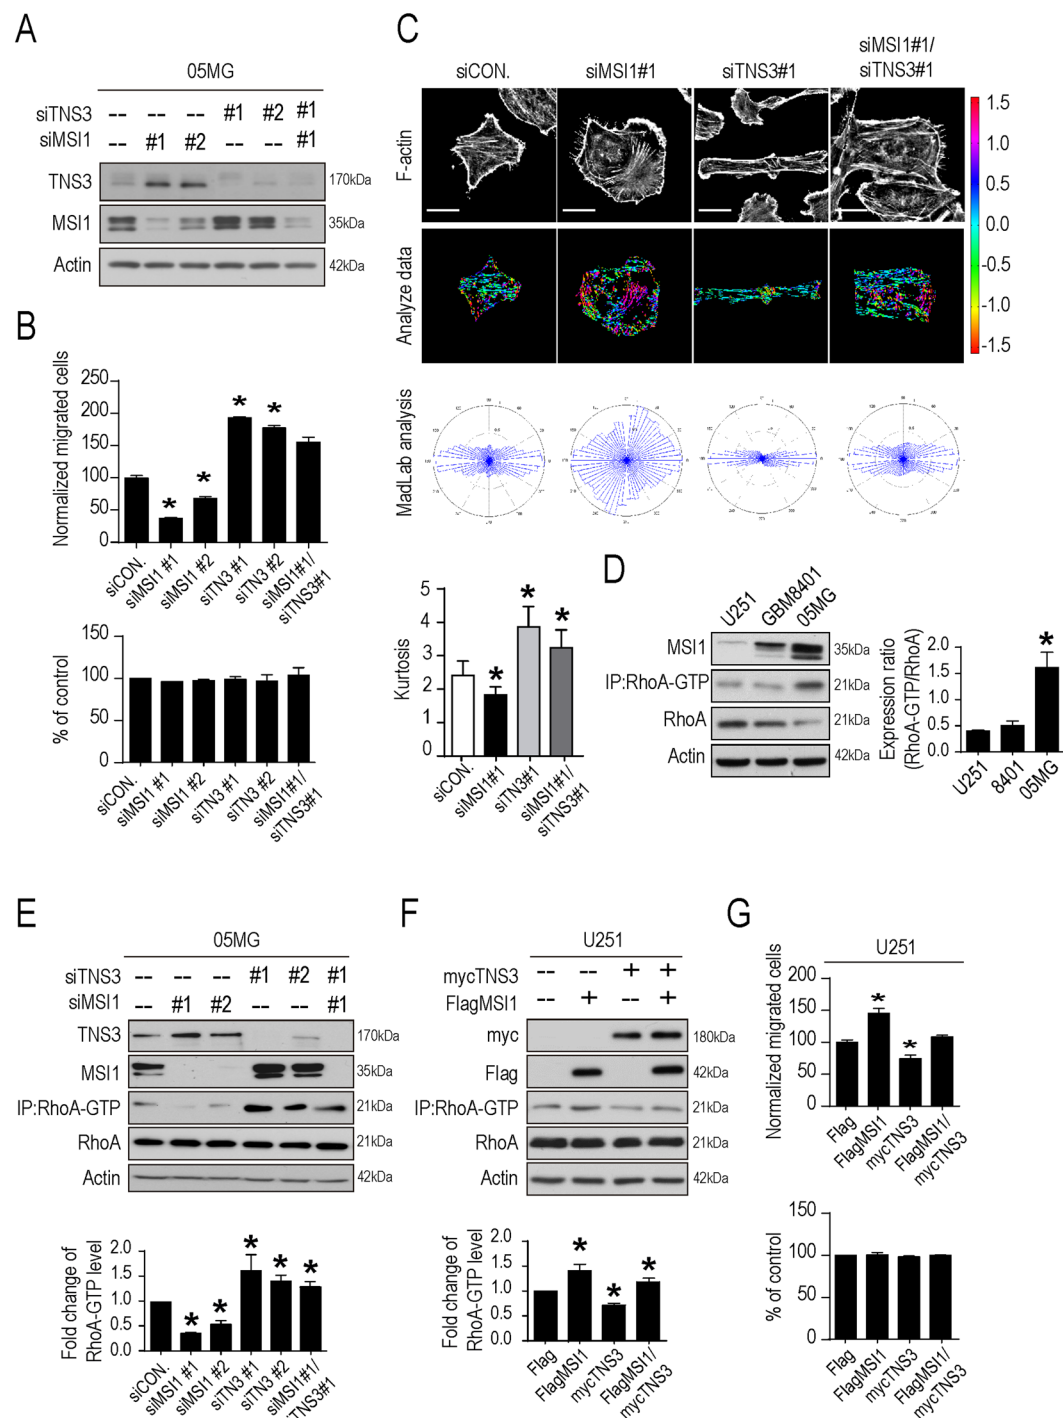 A
05MG
siTNS3 -- -- -- #1 #2 #1
siMSI1 -- #1 #2 -- -- #1
TNS3 170kDa
MSI1 35kDa
Actin 42kDa
B
Normalized migrated cells
250
200
150
100
50
0
siCON.
siMSI1 #1
siMSI1 #2
siTN3 #1
siTN3 #2
siMSI1#1/
siTNS3#1
* * * *
% of control
150
100
50
0
siCON.
siMSI1 #1
siMSI1 #2
siTN3 #1
siTN3 #2
siMSI1#1/
siTNS3#1
C
siCON. siMSI1#1 siTNS3#1 siMSI1#1/
siTNS3#1
F-actin
Analyze data
MadLab analysis
1.5
1.0
0.5
0.0
-0.5
-1.0
-1.5
Kurtosis
5
4
3
2
1
0
* * *
siCON.
siMSI1#1
siTN3#1
siMSI1#1/
siTNS3#1
D
U251 GBM8401 05MG
MSI1 35kDa
IP:RhoA-GTP 21kDa
RhoA 21kDa
Actin 42kDa
Expression ratio
(RhoA-GTP/RhoA)
2.0
1.5
1.0
0.5
0.0
*
U251
8401
05MG
E
05MG
siTNS3 -- -- -- #1 #2 #1
siMSI1 -- #1 #2 -- -- #1
TNS3 170kDa
MSI1 35kDa
IP:RhoA-GTP 21kDa
RhoA 21kDa
Actin 42kDa
Fold change of
RhoA-GTP level
2.0
1.5
1.0
0.5
0.0
* * * * *
siCON.
siMSI1 #1
siMSI1 #2
siTN3 #1
siTN3 #2
siMSI1#1/
siTNS3#1
F
U251
mycTNS3 -- -- + +
FlagMSI1 -- + -- +
myc 180kDa
Flag 42kDa
IP:RhoA-GTP 21kDa
RhoA 21kDa
Actin 42kDa
Fold change of
RhoA-GTP level
2.0
1.5
1.0
0.5
0.0
* * *
Flag
FlagMSI1
mycTNS3
FlagMSI1/
mycTNS3
G
U251
Normalized migrated cells
200
150
100
50
0
* *
Flag
FlagMSI1
mycTNS3
FlagMSI1/
mycTNS3
% of control
150
100
50
0
Flag
FlagMSI1
mycTNS3
FlagMSI1/
mycTNS3